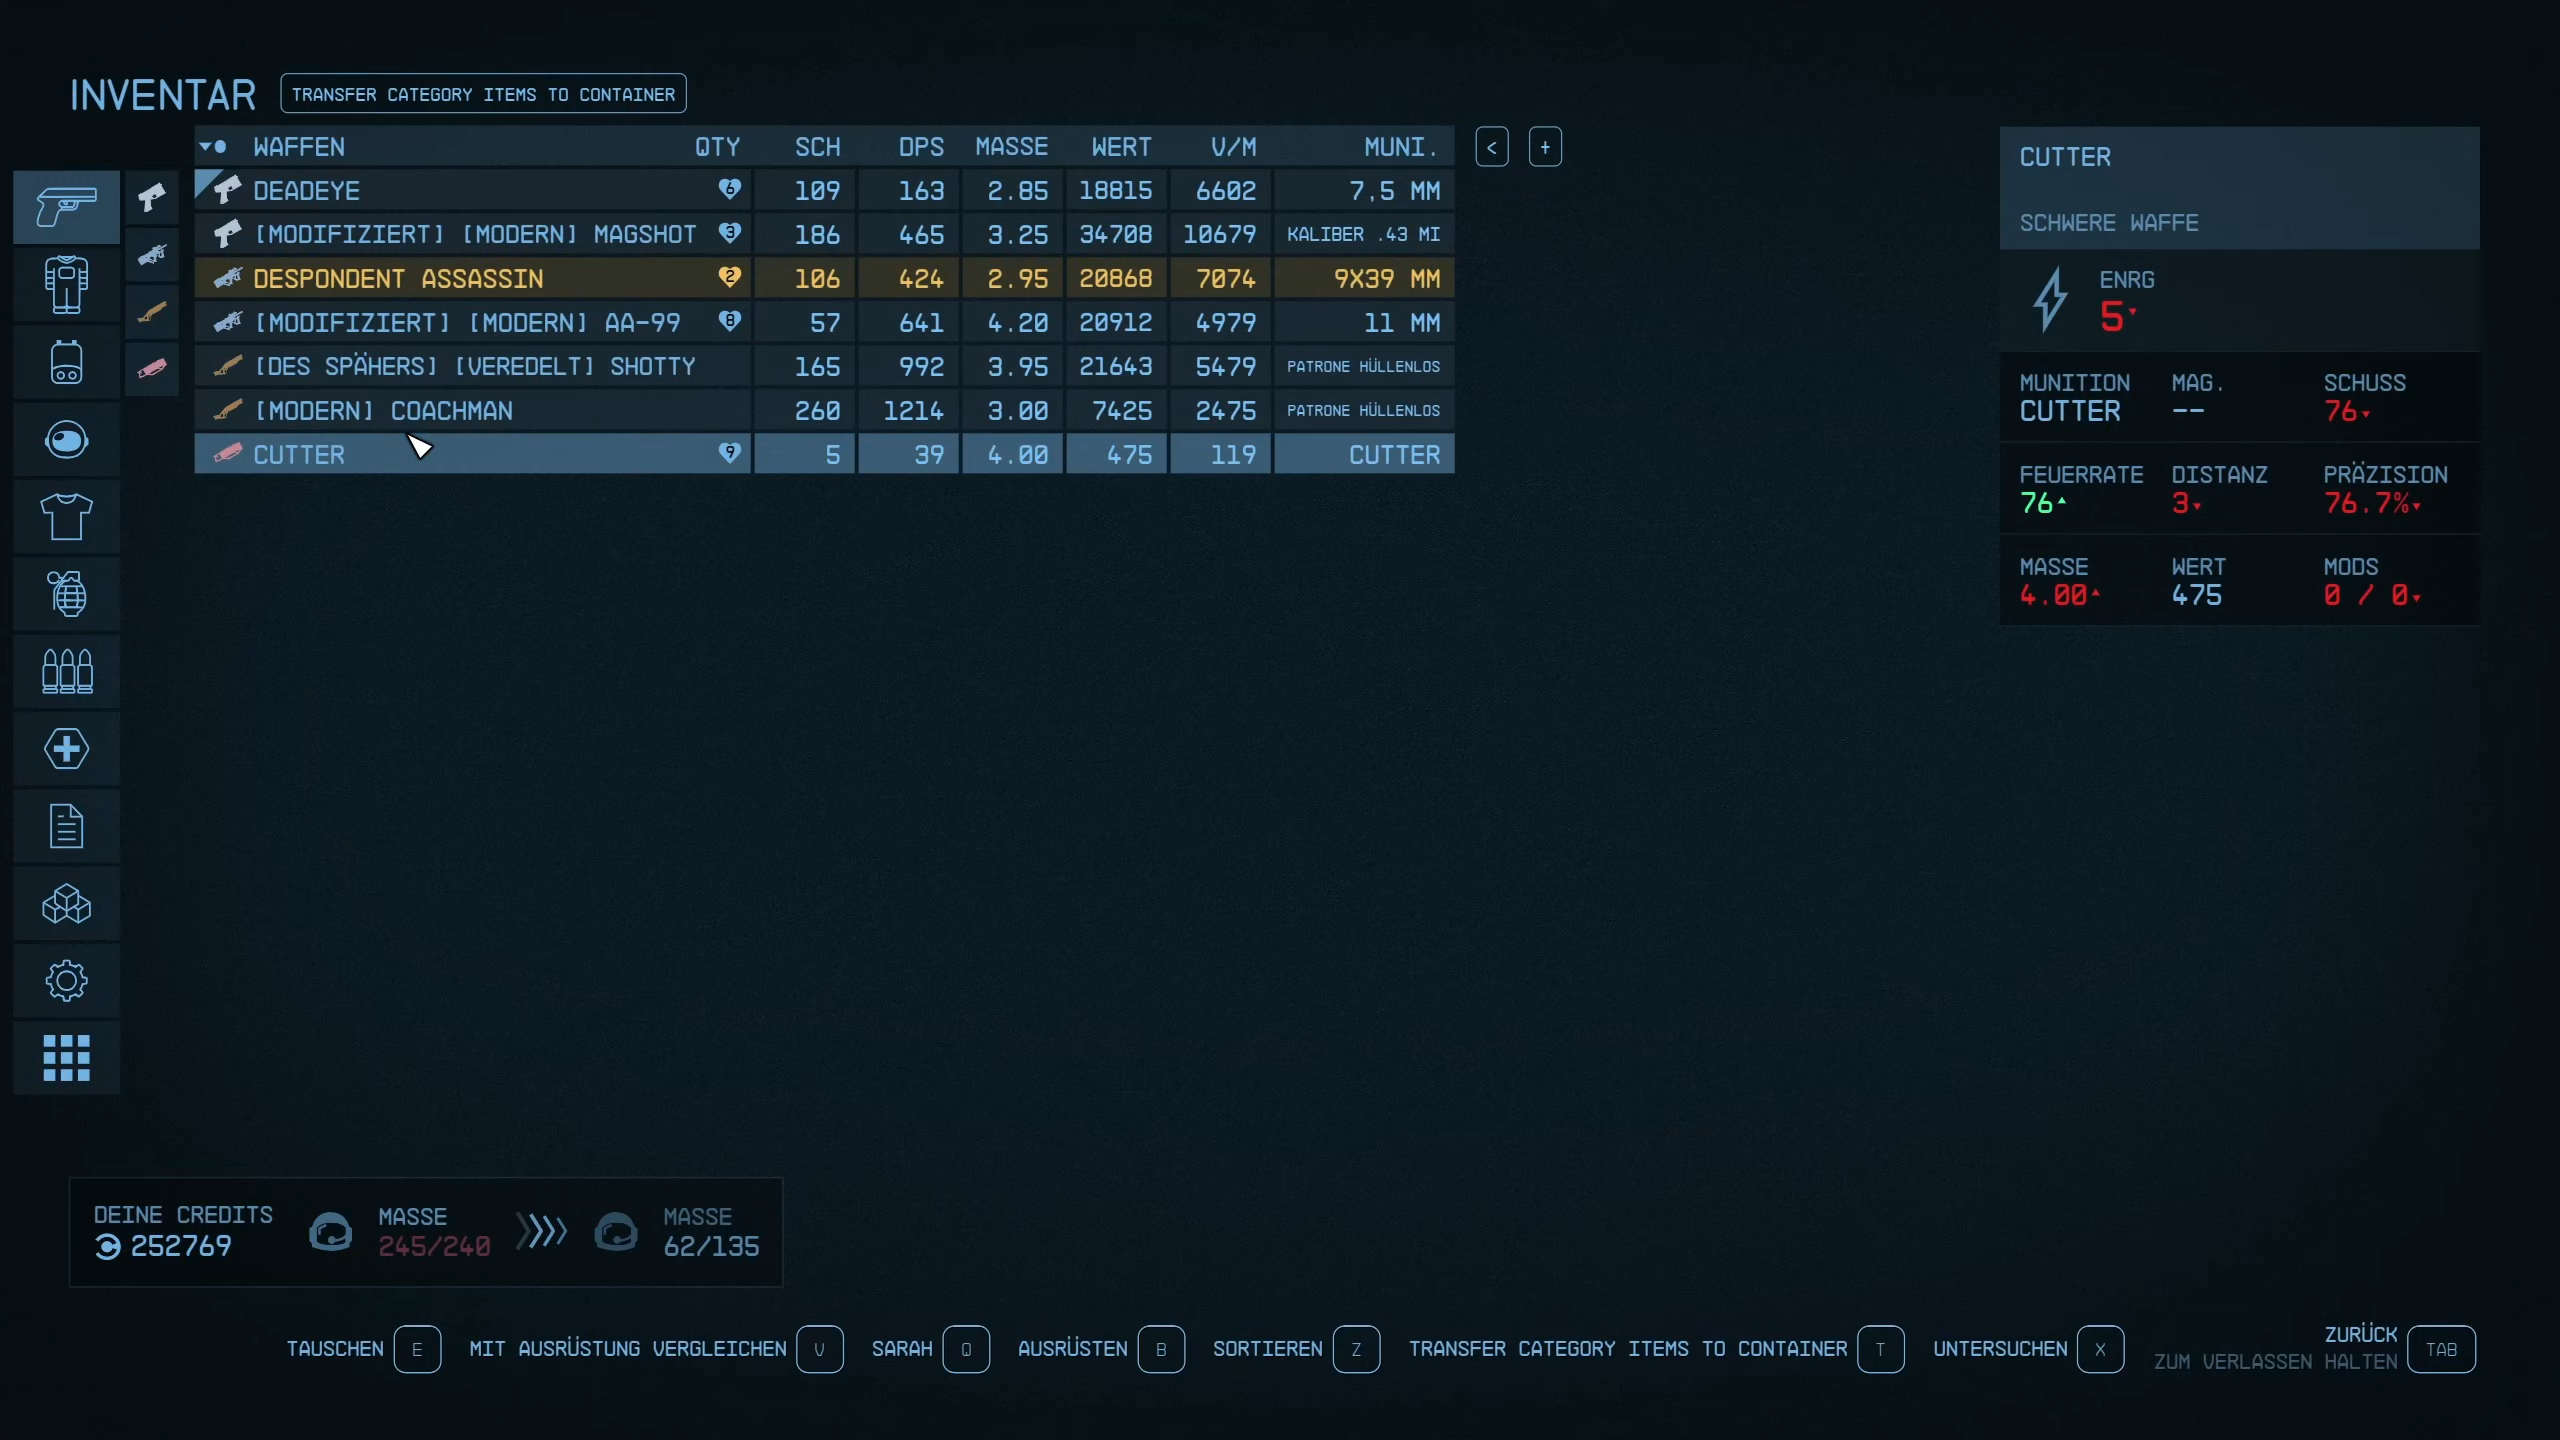 INVENTAR TRANSFER CATEGORY ITEMS TO CONTAINER
WAFFEN QTY SCH DPS MASSE WERT V/M MUNI. < +
DEADEYE 6 109 163 2.85 18815 6602 7,5 MM
[MODIFIZIERT] [MODERN] MAGSHOT 3 186 465 3.25 34708 10679 KALIBER .43 MI
DESPONDENT ASSASSIN 2 106 424 2.95 20868 7074 9X39 MM
[MODIFIZIERT] [MODERN] AA-99 8 57 641 4.20 20912 4979 11 MM
[DES SPÄHERS] [VEREDELT] SHOTTY 165 992 3.95 21643 5479 PATRONE HÜLLENLOS
[MODERN] COACHMAN 260 1214 3.00 7425 2475 PATRONE HÜLLENLOS
CUTTER 9 5 39 4.00 475 119 CUTTER
CUTTER
SCHWERE WAFFE
ENRG
5
MUNITION MAG. SCHUSS
CUTTER -- 76
FEUERRATE DISTANZ PRÄZISION
76 3 76.7%
MASSE WERT MODS
4.00 475 0 / 0
DEINE CREDITS MASSE MASSE
252769 245/240 62/135
TAUSCHEN E MIT AUSRÜSTUNG VERGLEICHEN V SARAH Q AUSRÜSTEN B SORTIEREN Z TRANSFER CATEGORY ITEMS TO CONTAINER T UNTERSUCHEN X ZURÜCK TAB
ZUM VERLASSEN HALTEN